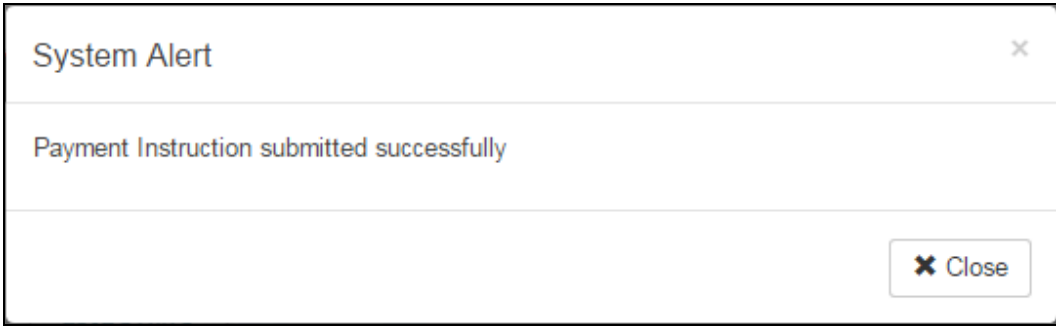 System Alert
×
Payment Instruction submitted successfully
✖ Close